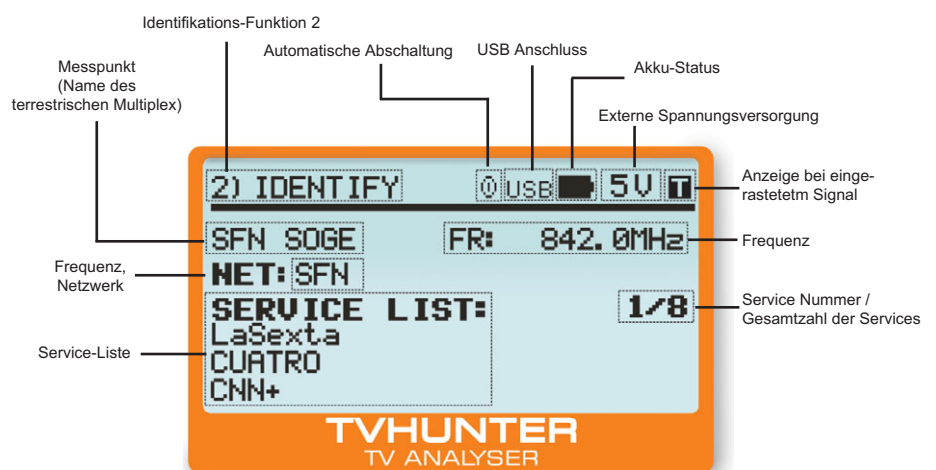 Identifikations-Funktion 2
Automatische Abschaltung
USB Anschluss
Akku-Status
Messpunkt
(Name des
terrestrischen Multiplex)
Externe Spannungsversorgung
2) IDENTIFY
USB
5V
T
Anzeige bei einge-
rastetetm Signal
SFN SOGE
FR: 842.0MHz
Frequenz
Frequenz,
Netzwerk
NET: SFN
SERVICE LIST:
1/8
Service Nummer /
Gesamtzahl der Services
LaSexta
Service-Liste
CUATRO
CNN+
TVHUNTER
TV ANALYSER